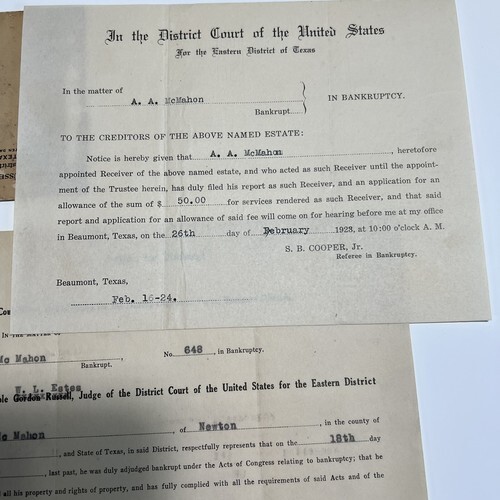 In the District Court of the United States
For the Eastern District of Texas
In the matter of
A. A. McMahon
Bankrupt.
IN BANKRUPTCY.
TO THE CREDITORS OF THE ABOVE NAMED ESTATE:
Notice is hereby given that A. A. McMahon, heretofore
appointed Receiver of the above named estate, and who acted as such Receiver until the appoint-
ment of the Trustee herein, has duly filed his report as such Receiver, and an application for an
allowance of the sum of $ 50.00 for services rendered as such Receiver, and that said
report and application for an allowance of said fee will come on for hearing before me at my office
in Beaumont, Texas, on the 26th day of February 1923, at 10:00 o'clock A. M.
S. B. COOPER, Jr.
Referee in Bankruptcy.
Beaumont, Texas,
Feb. 16-24.
Mc Mahon, No. 648, in Bankruptcy.
Bankrupt.
W. L. Estes
ble Gordon Russell, Judge of the District Court of the United States for the Eastern District
Mc Mahon of Newton, in the county of
, and State of Texas, in said District, respectfully represents that on the 18th day
, last past, he was duly adjudged bankrupt under the Acts of Congress relating to bankruptcy; that he
all his property and rights of property, and has fully complied with all the requirements of said Acts and of the